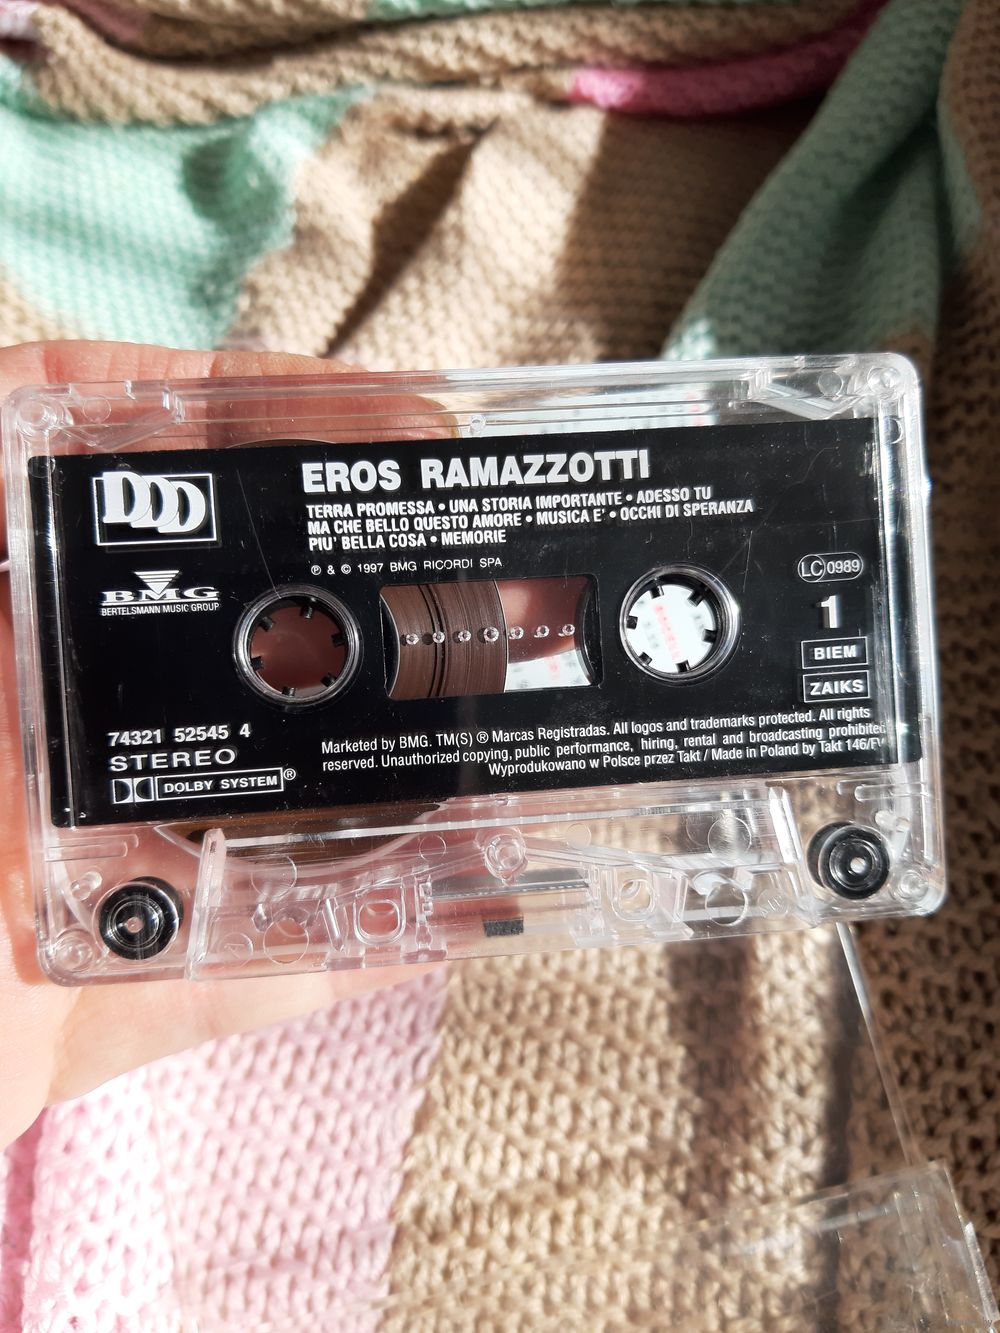 DDD
EROS RAMAZZOTTI
TERRA PROMESSA • UNA STORIA IMPORTANTE • ADESSO TU
MA CHE BELLO QUESTO AMORE • MUSICA E' • OCCHI DI SPERANZA
PIU' BELLA COSA • MEMORIE
℗ & © 1997 BMG RICORDI SPA
BMG
BERTELSMANN MUSIC GROUP
LC 0989
1
BIEM
ZAIKS
74321 52545 4
STEREO
DOLBY SYSTEM®
Marketed by BMG. TM(S) ® Marcas Registradas. All logos and trademarks protected. All rights
reserved. Unauthorized copying, public performance, hiring, rental and broadcasting prohibited
Wyprodukowano w Polsce przez Takt / Made in Poland by Takt 146/FV